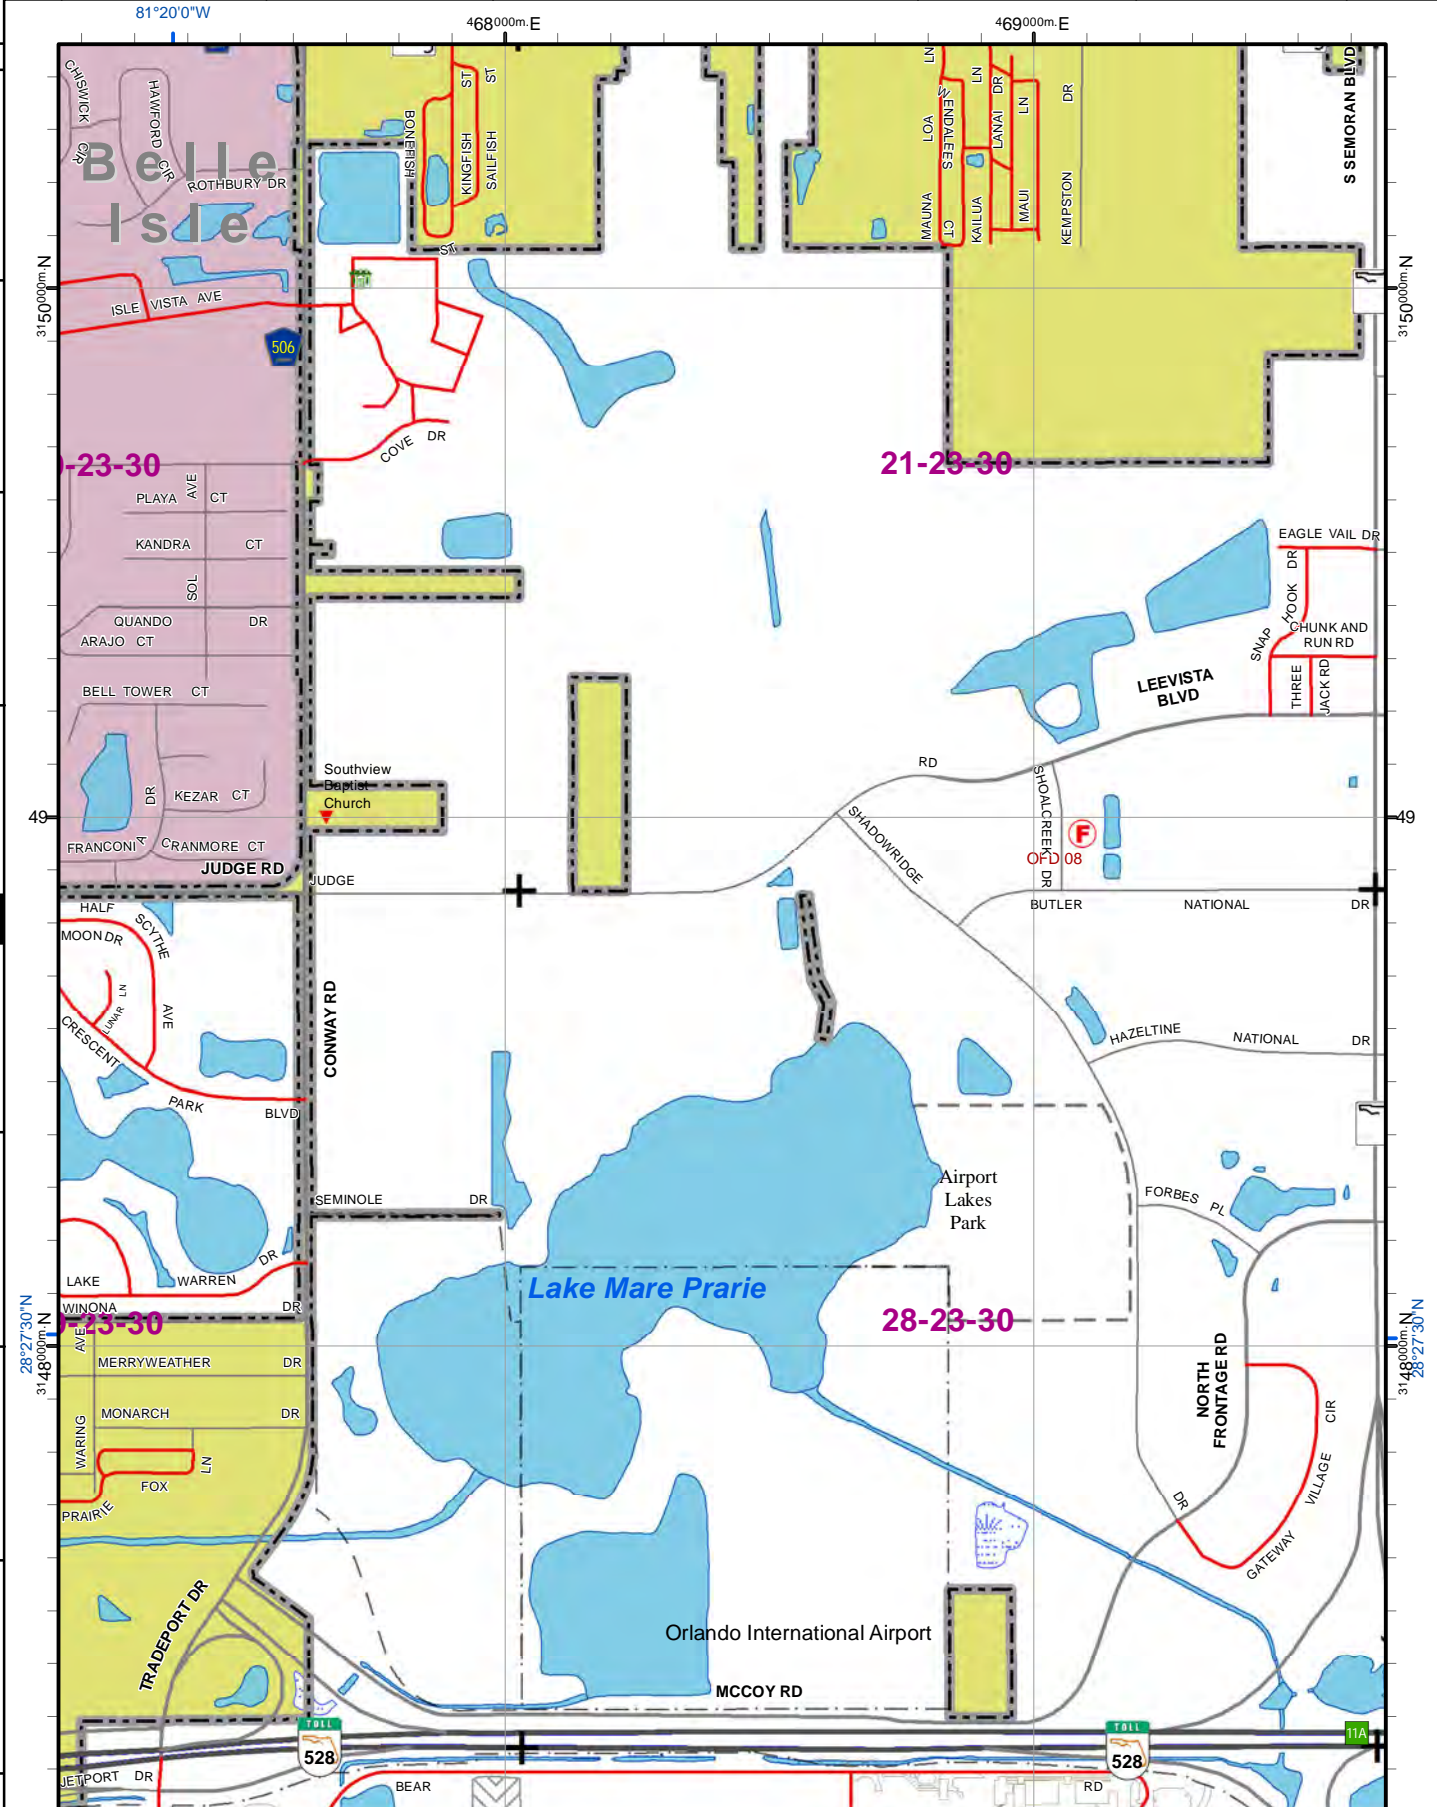 81°20'0"W
468000m.E
469000m.E
CHISWICK CIR
HAWFORD CIR
Belle
Isle
ROTHBURY DR
BONEFISH
ST
KINGFISH
ST
SAILFISH
ST
MAUNA LOA LN
WENDALEES
CT
KAILUA
LN
LANAI DR
MAUI
LN
KEMPSTON
DR
S SEMORAN BLVD
3150000m.N
3150000m.N
ISLE VISTA AVE
506
COVE DR
-23-30
21-23-30
PLAYA CT
AVE
KANDRA CT
SOL
QUANDO DR
ARAJO CT
BELL TOWER CT
EAGLE VAIL DR
SNAP HOOK DR
CHUNK AND
RUN RD
THREE
JACK RD
LEEVISTA
BLVD
RD
Southview
Baptist
Church
KEZAR CT
DR
FRANCONIA
CRANMORE CT
JUDGE RD
JUDGE
49
49
SHADOWRIDGE
SHOALCREEK DR
F
OFD 08
BUTLER NATIONAL DR
HALF
MOON DR
SCYTHE
AVE
LUNAR LN
CRESCENT
PARK BLVD
CONWAY RD
HAZELTINE NATIONAL DR
SEMINOLE DR
Airport
Lakes
Park
FORBES PL
LAKE WARREN DR
WINONA DR
Lake Mare Prarie
-23-30
28-23-30
28°27'30"N
28°27'30"N
3148000m.N
3148000m.N
AVE
WARING
MERRYWEATHER DR
MONARCH DR
FOX
LN
PRAIRIE
NORTH
FRONTAGE RD
DR
GATEWAY VILLAGE CIR
TRADEPORT DR
Orlando International Airport
MCCOY RD
TOLL
528
TOLL
528
11A
JETPORT DR
BEAR
RD